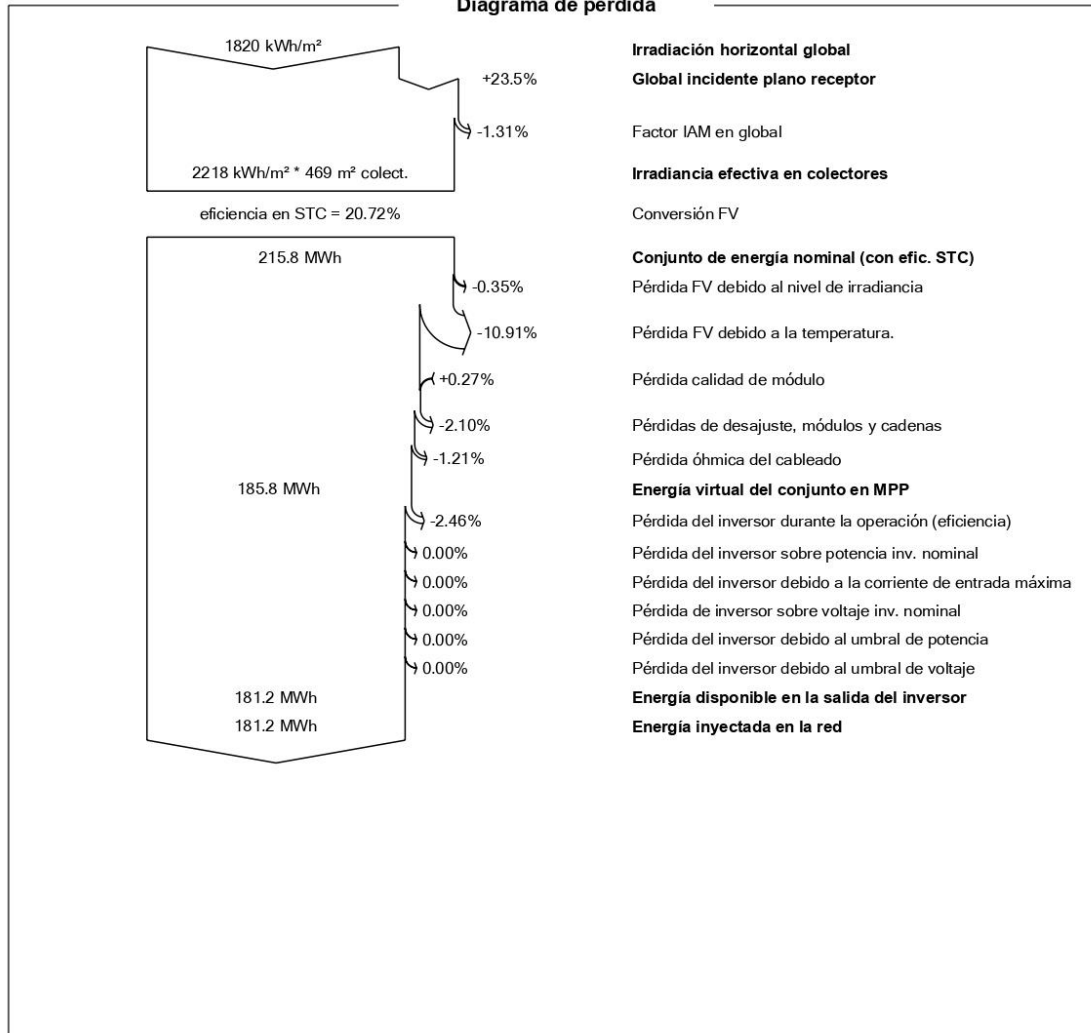 Diagrama de pérdida
1820 kWh/m² Irradiación horizontal global
+23.5% Global incidente plano receptor
-1.31% Factor IAM en global
2218 kWh/m² * 469 m² colect. Irradiancia efectiva en colectores
eficiencia en STC = 20.72% Conversión FV
215.8 MWh Conjunto de energía nominal (con efic. STC)
-0.35% Pérdida FV debido al nivel de irradiancia
-10.91% Pérdida FV debido a la temperatura.
+0.27% Pérdida calidad de módulo
-2.10% Pérdidas de desajuste, módulos y cadenas
-1.21% Pérdida óhmica del cableado
185.8 MWh Energía virtual del conjunto en MPP
-2.46% Pérdida del inversor durante la operación (eficiencia)
0.00% Pérdida del inversor sobre potencia inv. nominal
0.00% Pérdida del inversor debido a la corriente de entrada máxima
0.00% Pérdida de inversor sobre voltaje inv. nominal
0.00% Pérdida del inversor debido al umbral de potencia
0.00% Pérdida del inversor debido al umbral de voltaje
181.2 MWh Energía disponible en la salida del inversor
181.2 MWh Energía inyectada en la red